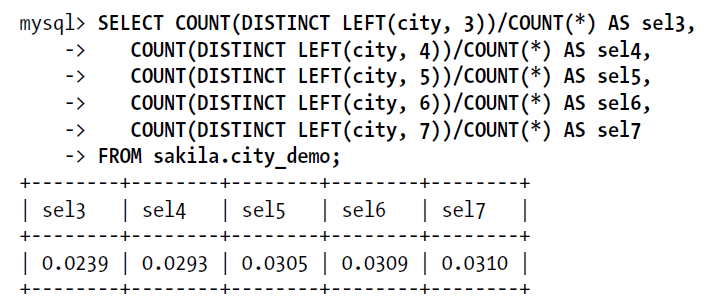 mysql> SELECT COUNT(DISTINCT LEFT(city, 3))/COUNT(*) AS sel3,
    -> COUNT(DISTINCT LEFT(city, 4))/COUNT(*) AS sel4,
    -> COUNT(DISTINCT LEFT(city, 5))/COUNT(*) AS sel5,
    -> COUNT(DISTINCT LEFT(city, 6))/COUNT(*) AS sel6,
    -> COUNT(DISTINCT LEFT(city, 7))/COUNT(*) AS sel7
    -> FROM sakila.city_demo;
+--------+--------+--------+--------+--------+
| sel3   | sel4   | sel5   | sel6   | sel7   |
+--------+--------+--------+--------+--------+
| 0.0239 | 0.0293 | 0.0305 | 0.0309 | 0.0310 |
+--------+--------+--------+--------+--------+